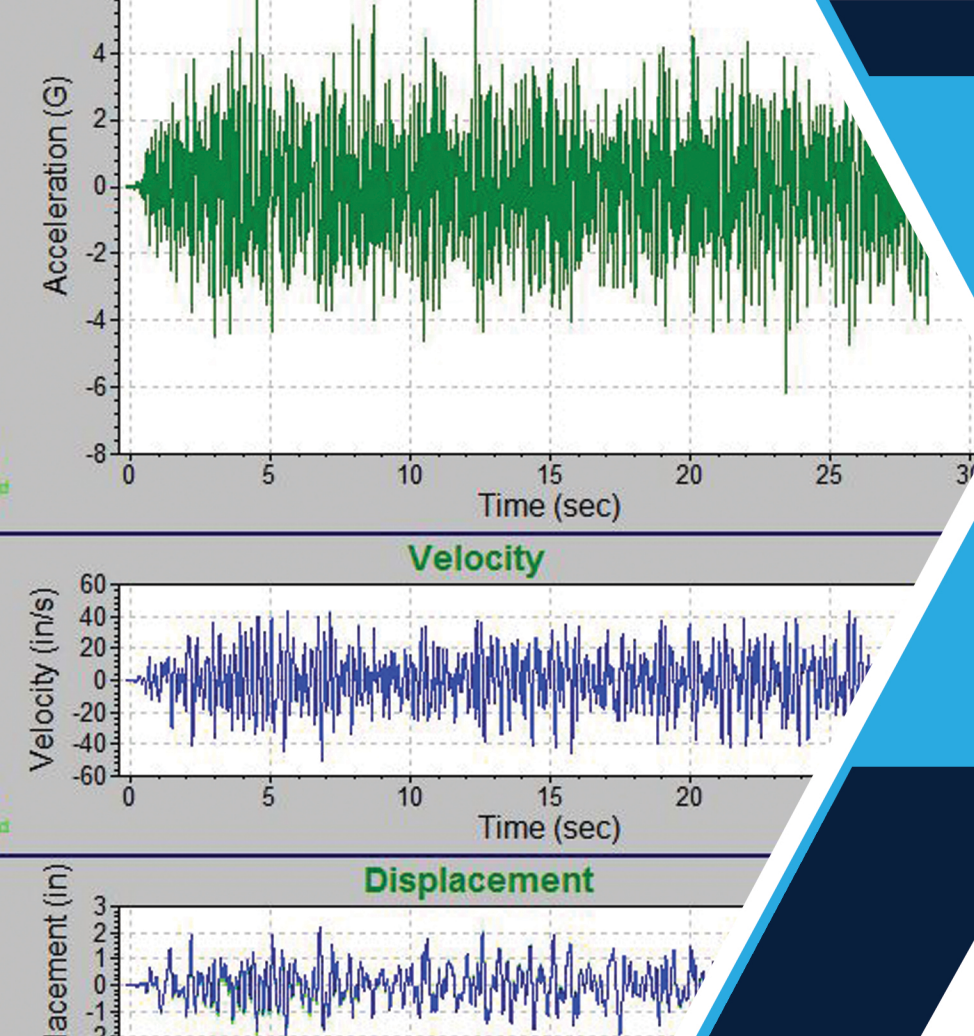 4
2
0
-2
-4
-6
-8
Acceleration (G)
0 5 10 15 20 25
Time (sec)
Velocity
60
40
20
0
-20
-40
-60
Velocity (in/s)
0 5 10 15 20
Time (sec)
Displacement
3
2
1
0
-1
lacement (in)